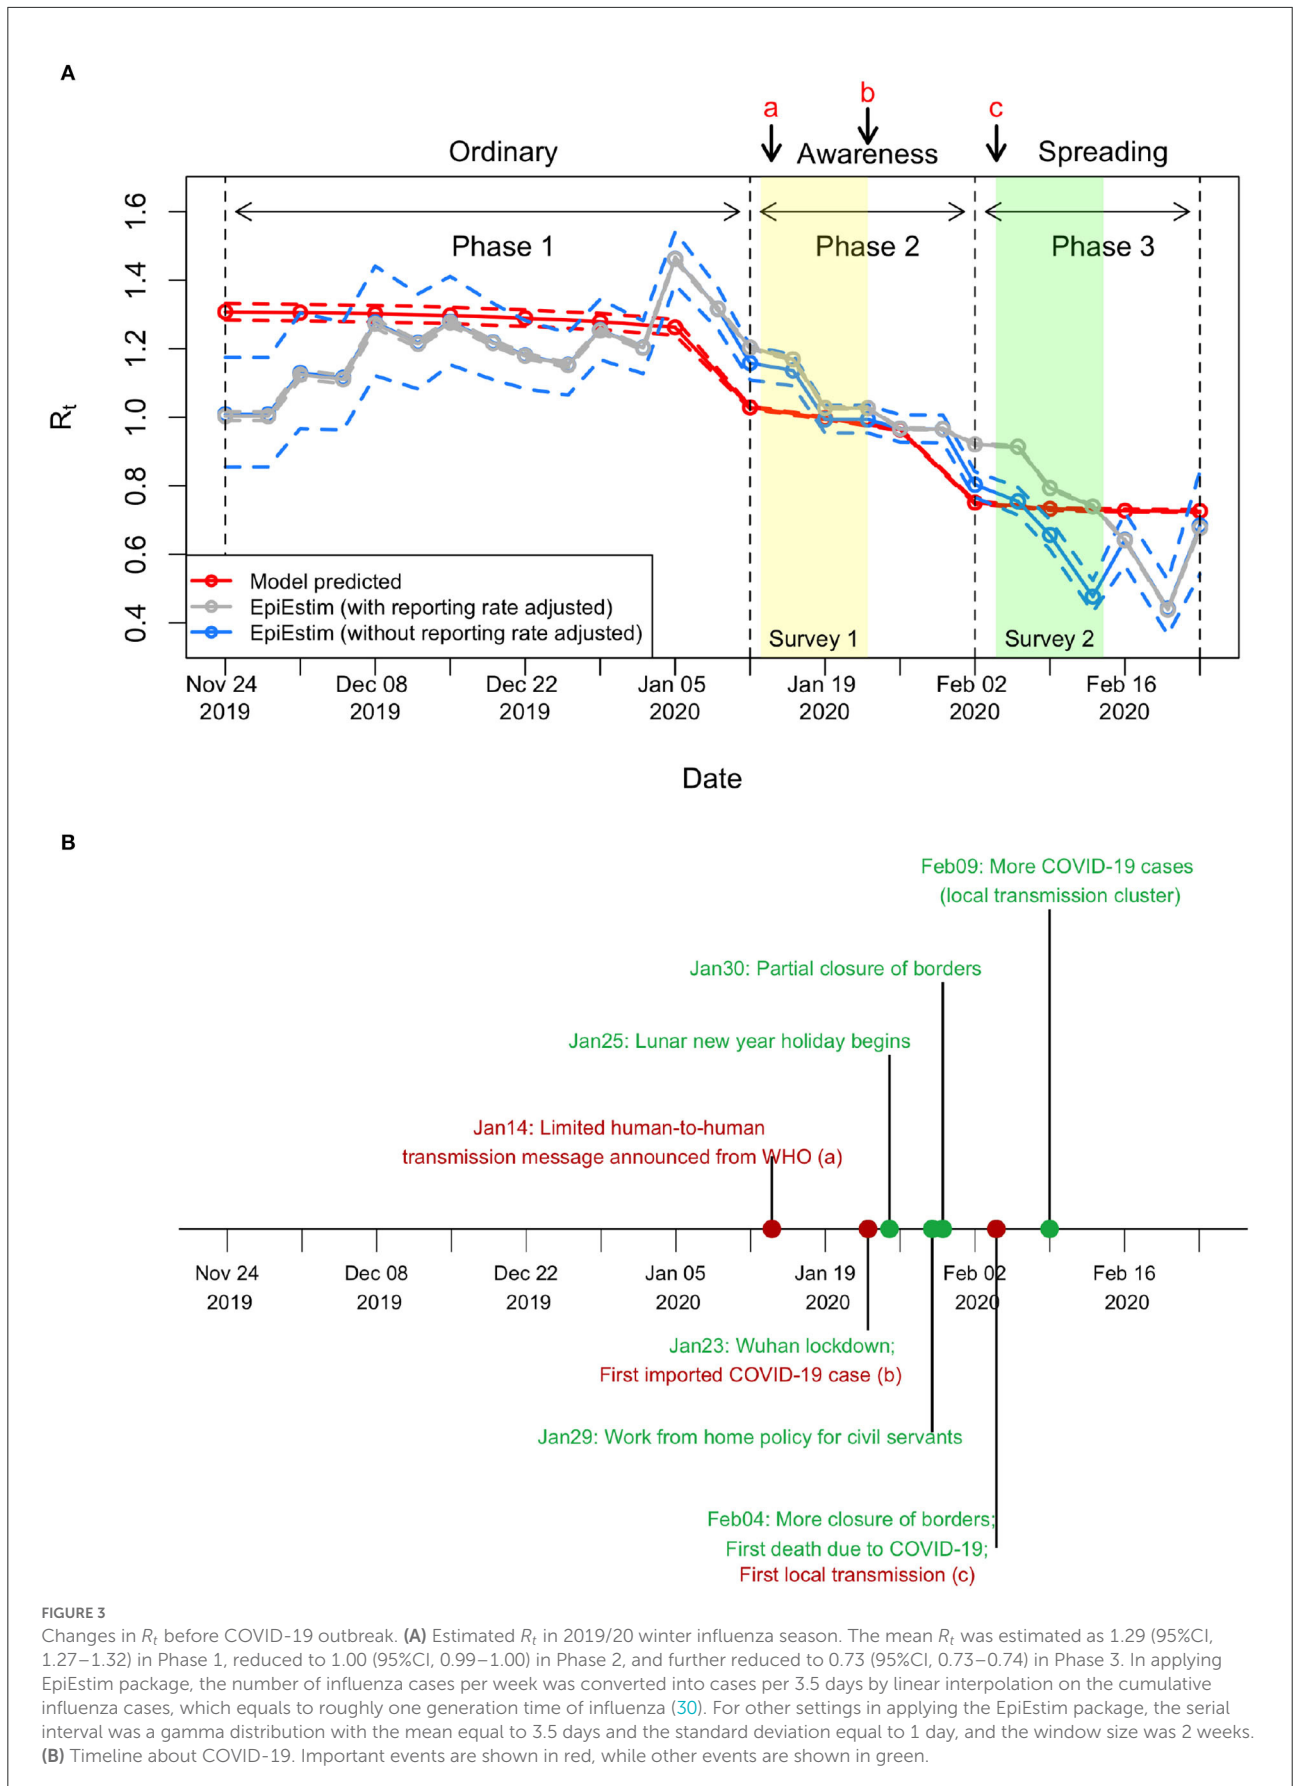 A
a
b
c
Ordinary
Awareness
Spreading
Phase 1
Phase 2
Phase 3
1.6
1.4
1.2
1.0
0.8
0.6
0.4
Rt
Model predicted
EpiEstim (with reporting rate adjusted)
EpiEstim (without reporting rate adjusted)
Survey 1
Survey 2
Nov 24
2019
Dec 08
2019
Dec 22
2019
Jan 05
2020
Jan 19
2020
Feb 02
2020
Feb 16
2020
Date
B
Feb09: More COVID-19 cases
(local transmission cluster)
Jan30: Partial closure of borders
Jan25: Lunar new year holiday begins
Jan14: Limited human-to-human
transmission message announced from WHO (a)
Nov 24
2019
Dec 08
2019
Dec 22
2019
Jan 05
2020
Jan 19
2020
Feb 02
2020
Feb 16
2020
Jan23: Wuhan lockdown;
First imported COVID-19 case (b)
Jan29: Work from home policy for civil servants
Feb04: More closure of borders;
First death due to COVID-19;
First local transmission (c)
FIGURE 3
Changes in Rt before COVID-19 outbreak. (A) Estimated Rt in 2019/20 winter influenza season. The mean Rt was estimated as 1.29 (95%CI,
1.27–1.32) in Phase 1, reduced to 1.00 (95%CI, 0.99–1.00) in Phase 2, and further reduced to 0.73 (95%CI, 0.73–0.74) in Phase 3. In applying
EpiEstim package, the number of influenza cases per week was converted into cases per 3.5 days by linear interpolation on the cumulative
influenza cases, which equals to roughly one generation time of influenza (30). For other settings in applying the EpiEstim package, the serial
interval was a gamma distribution with the mean equal to 3.5 days and the standard deviation equal to 1 day, and the window size was 2 weeks.
(B) Timeline about COVID-19. Important events are shown in red, while other events are shown in green.